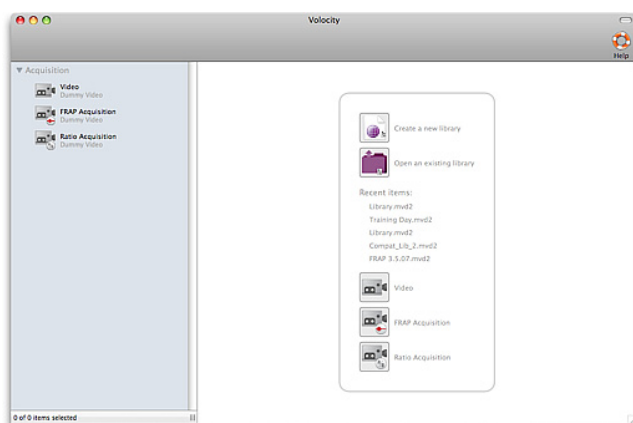 Volocity
Help
Acquisition
Video
Dummy Video
FRAP Acquisition
Dummy Video
Ratio Acquisition
Dummy Video
Create a new library
Open an existing library
Recent items:
Library.mvd2
Training Day.mvd2
Library.mvd2
Compat_Lib_2.mvd2
FRAP 3.5.07.mvd2
Video
FRAP Acquisition
Ratio Acquisition
0 of 0 items selected